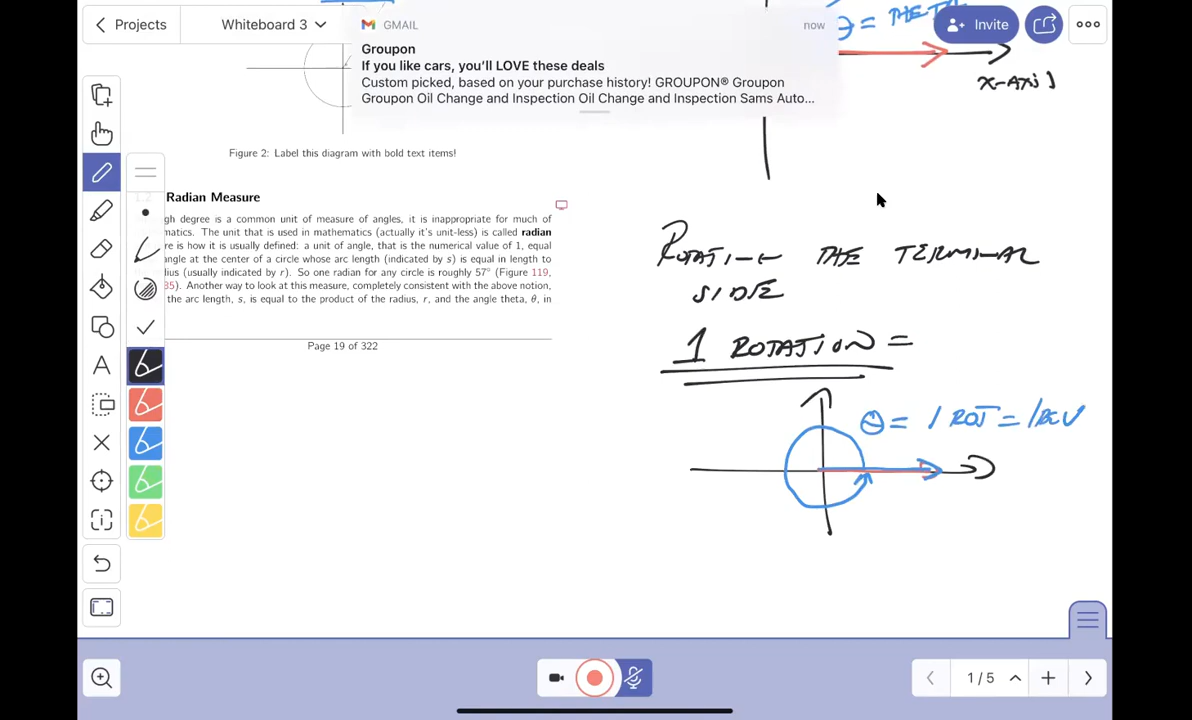 Projects
Whiteboard 3
GMAIL
now
Groupon
If you like cars, you'll LOVE these deals
Custom picked, based on your purchase history! GROUPON® Groupon
Groupon Oil Change and Inspection Oil Change and Inspection Sams Auto...
Invite
θ = THETA
X-AXIS
Figure 2: Label this diagram with bold text items!
Radian Measure
gh degree is a common unit of measure of angles, it is inappropriate for much of
matics. The unit that is used in mathematics (actually it's unit-less) is called radian
re is how it is usually defined: a unit of angle, that is the numerical value of 1, equal
angle at the center of a circle whose arc length (indicated by s) is equal in length to
dius (usually indicated by r). So one radian for any circle is roughly 57° (Figure 119,
35). Another way to look at this measure, completely consistent with the above notion,
the arc length, s, is equal to the product of the radius, r, and the angle theta, θ, in
Page 19 of 322
ROTATING THE TERMINAL
SIDE
1 ROTATION =
θ = 1 ROT = 1 REV
A
1 / 5